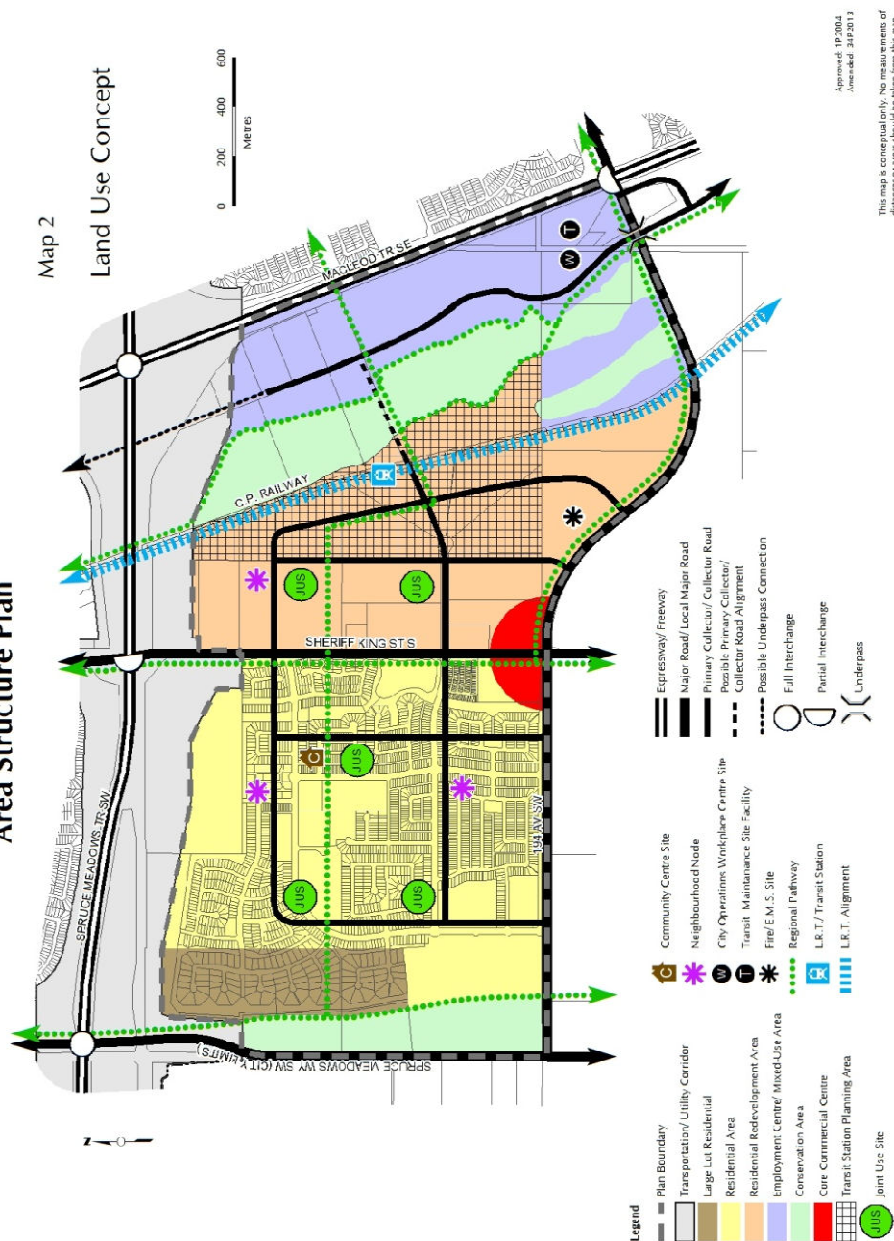 Area Structure Plan
Map 2
Land Use Concept
0 200 400 600
Metres
SPRUCE MEADOWS TR SW
MACLEOD TR SE
C.P. RAILWAY
SHERIFF KING ST S
194 AV SW
SPRUCE MEADOWS WY SW (CITY LIMITS)
N
JUS
JUS
JUS
JUS
JUS
C
W
T
Legend
Plan Boundary
Transportation/ Utility Corridor
Large Lot Residential
Residential Area
Residential Redevelopment Area
Employment Centre/ Mixed-Use Area
Conservation Area
Core Commercial Centre
Transit Station Planning Area
JUS Joint Use Site
C Community Centre Site
Neighbourhood Node
W City Operations Workplace Centre Site
T Transit Maintanance Site Facility
Fire/E.M.S. Site
Regional Pathway
L.R.T./ Transit Station
L.R.T. Alignment
Expressway/ Freeway
Major Road/ Local Major Road
Primary Collector/ Collector Road
Possible Primary Collector/
Collector Road Alignment
Possible Underpass Connection
Full Interchange
Partial Interchange
Underpass
Approved: 1P2004
Amended: 34P2013
This map is conceptual only. No measurements of